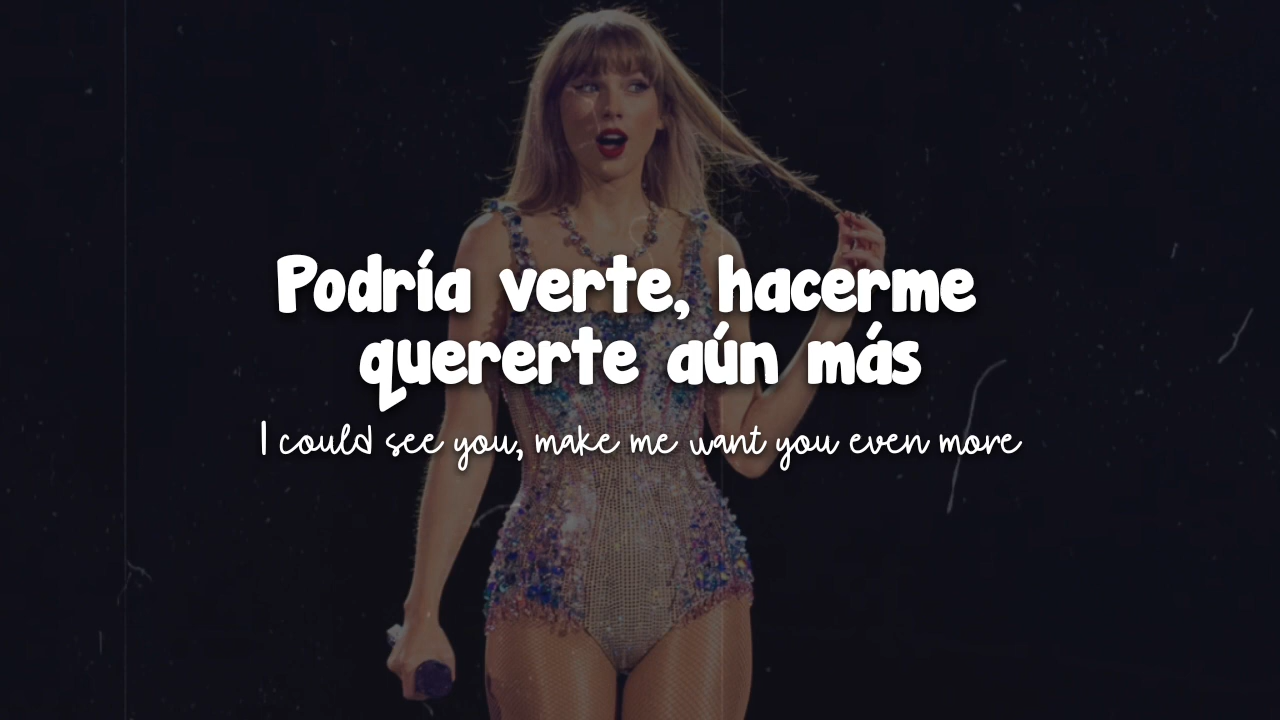 Podría verte, hacerme
quererte aún más
I could see you, make me want you even more